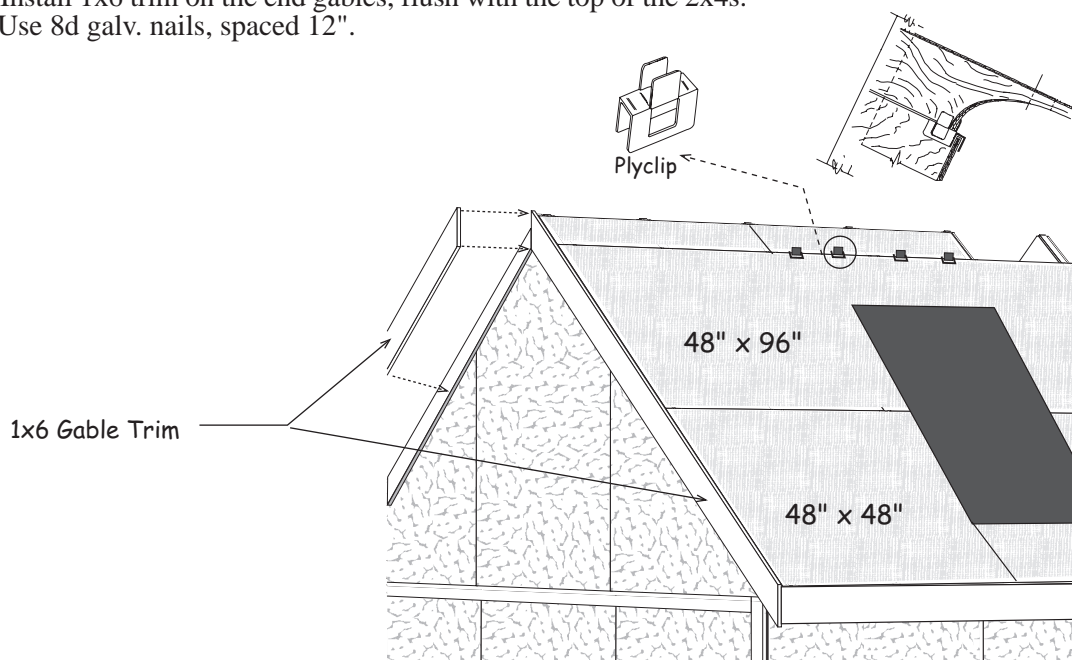 Install 1x6 trim on the end gables, flush with the top of the 2x4s.
Use 8d galv. nails, spaced 12".
Plyclip
48" x 96"
1x6 Gable Trim
48" x 48"